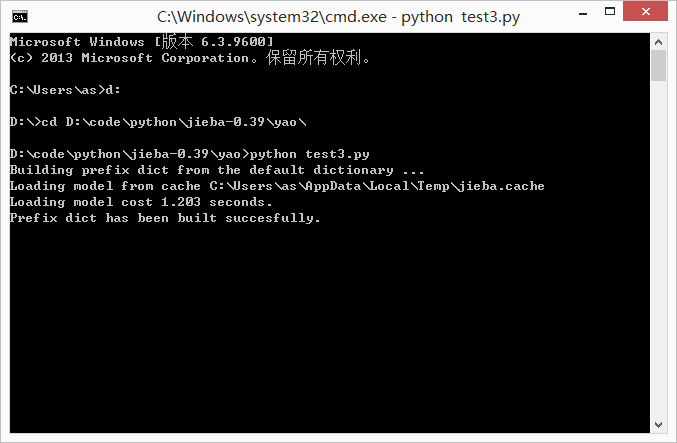 C:\Windows\system32\cmd.exe - python  test3.py
Microsoft Windows [版本 6.3.9600]
(c) 2013 Microsoft Corporation。保留所有权利。
C:\Users\as>d:
D:\>cd D:\code\python\jieba-0.39\yao\
D:\code\python\jieba-0.39\yao>python test3.py
Building prefix dict from the default dictionary ...
Loading model from cache C:\Users\as\AppData\Local\Temp\jieba.cache
Loading model cost 1.203 seconds.
Prefix dict has been built succesfully.